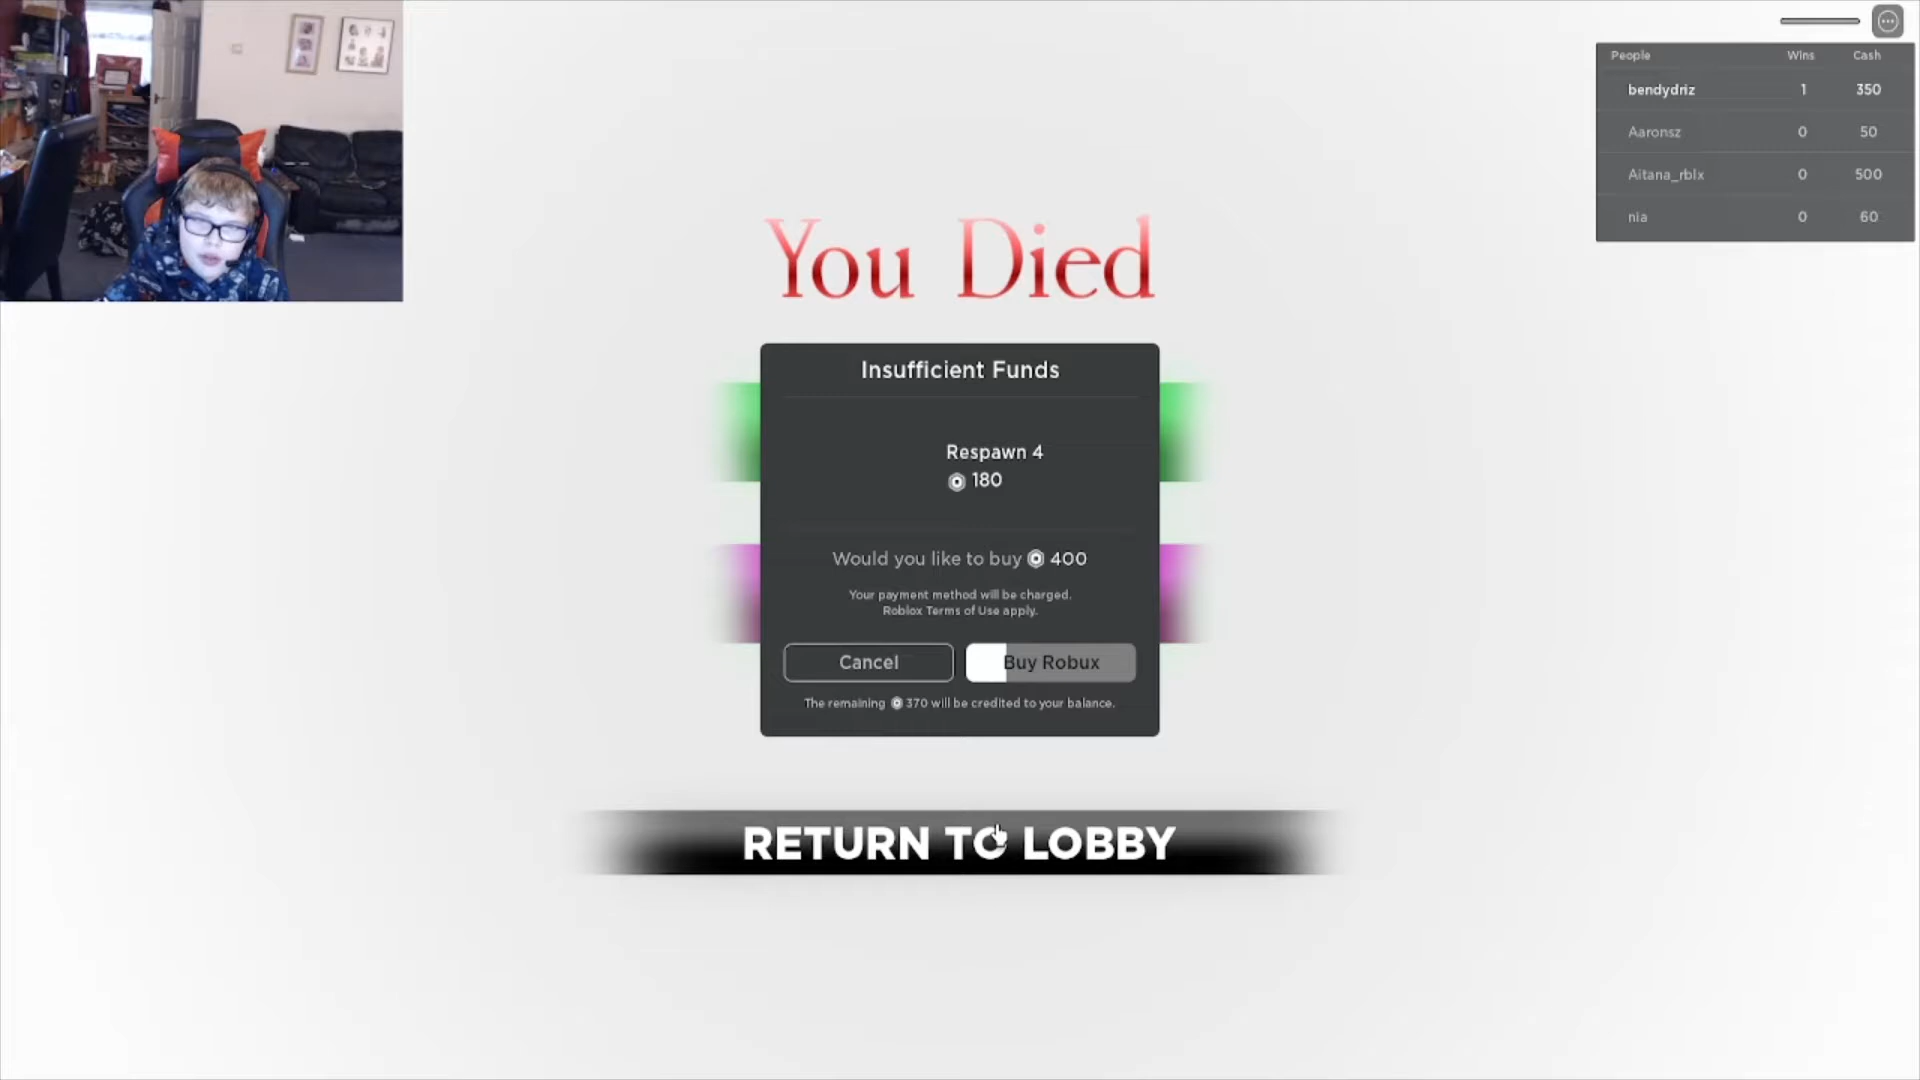 People Wins Cash
bendydriz 1 350
Aaronsz 0 50
Aitana_rblx 0 500
nia 0 60
You Died
Insufficient Funds
Respawn 4
180
Would you like to buy 400
Your payment method will be charged.
Roblox Terms of Use apply.
Cancel Buy Robux
The remaining 370 will be credited to your balance.
RETURN TO LOBBY